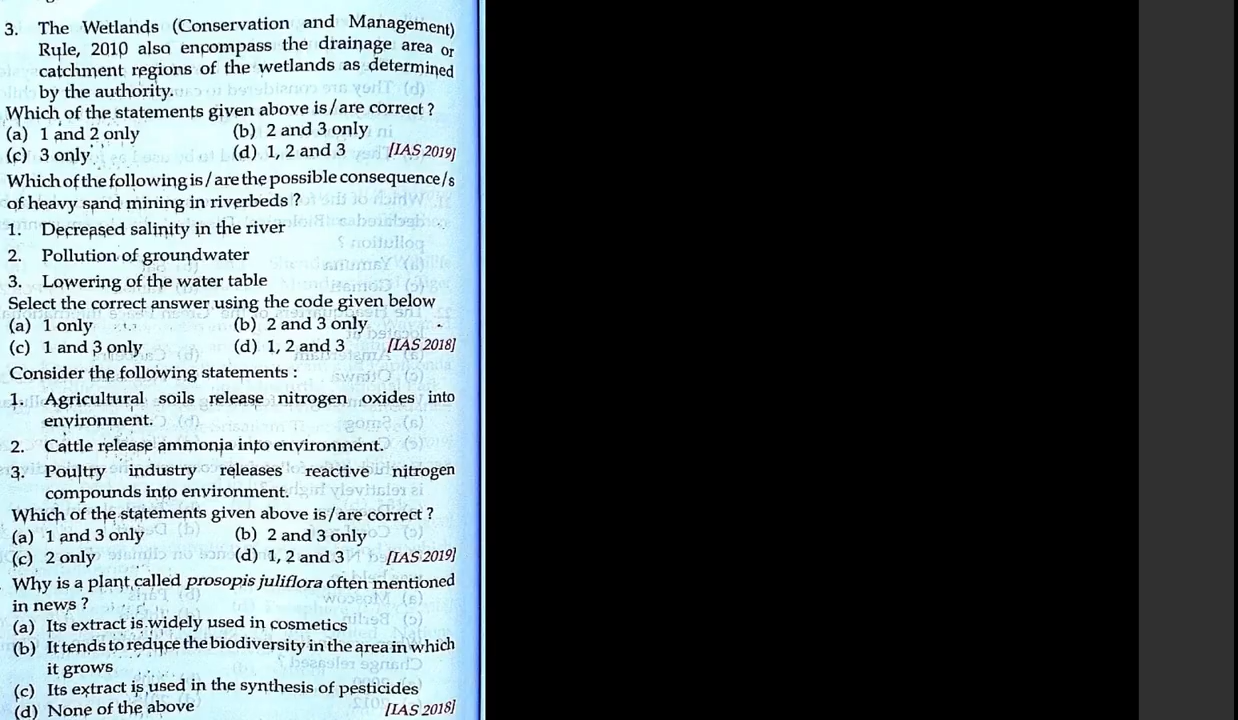 3. The Wetlands (Conservation and Management)
Rule, 2010 also encompass the drainage area or
catchment regions of the wetlands as determined
by the authority.
Which of the statements given above is/are correct ?
(a) 1 and 2 only (b) 2 and 3 only
(c) 3 only (d) 1, 2 and 3 [IAS 2019]
Which of the following is/are the possible consequence/s
of heavy sand mining in riverbeds ?
1. Decreased salinity in the river
2. Pollution of groundwater
3. Lowering of the water table
Select the correct answer using the code given below
(a) 1 only (b) 2 and 3 only
(c) 1 and 3 only (d) 1, 2 and 3 [IAS 2018]
Consider the following statements :
1. Agricultural soils release nitrogen oxides into
environment.
2. Cattle release ammonia into environment.
3. Poultry industry releases reactive nitrogen
compounds into environment.
Which of the statements given above is/are correct ?
(a) 1 and 3 only (b) 2 and 3 only
(c) 2 only (d) 1, 2 and 3 [IAS 2019]
Why is a plant called prosopis juliflora often mentioned
in news ?
(a) Its extract is widely used in cosmetics
(b) It tends to reduce the biodiversity in the area in which
it grows
(c) Its extract is used in the synthesis of pesticides
(d) None of the above [IAS 2018]